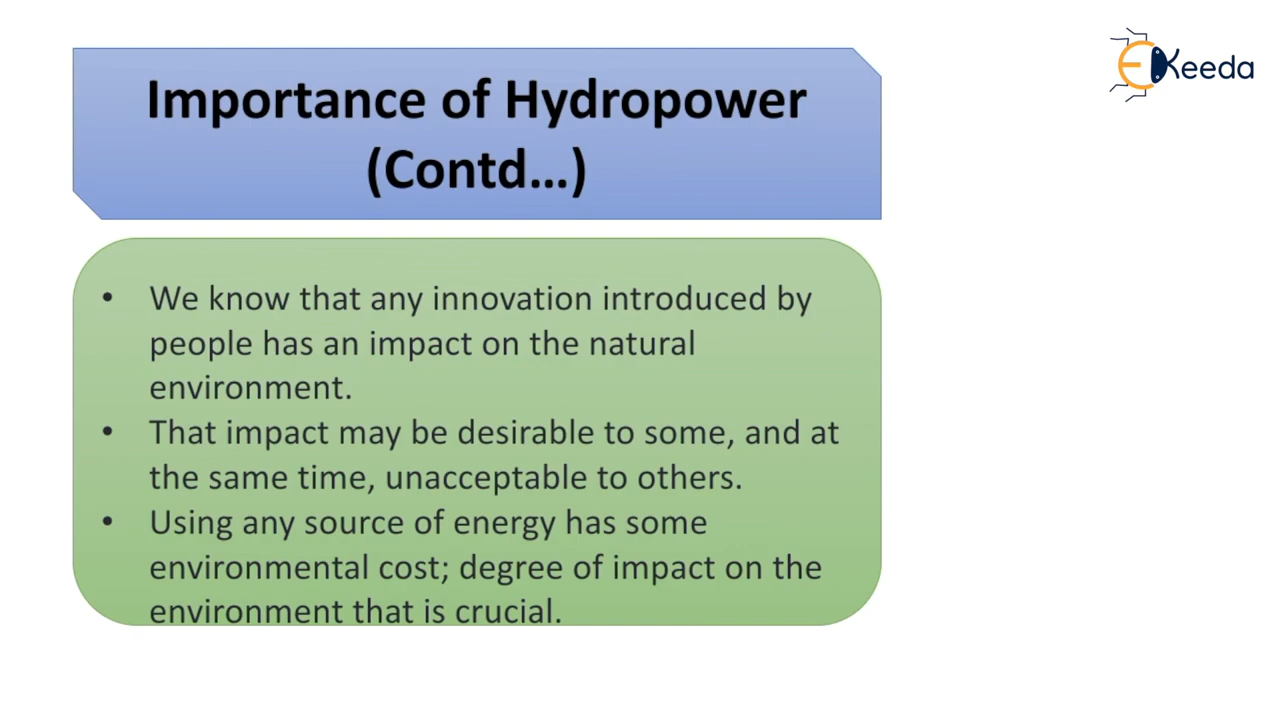 Importance of Hydropower
(Contd...)
EKeeda
• We know that any innovation introduced by
people has an impact on the natural
environment.
• That impact may be desirable to some, and at
the same time, unacceptable to others.
• Using any source of energy has some
environmental cost; degree of impact on the
environment that is crucial.